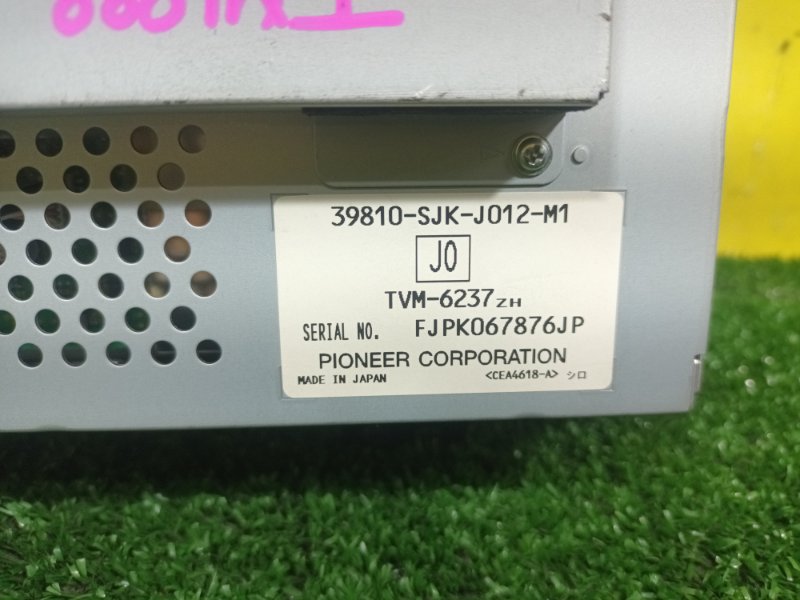 39810-SJK-J012-M1
J0
TVM-6237ZH
SERIAL NO. FJPK067876JP
PIONEER CORPORATION
MADE IN JAPAN <CEA4618-A> シロ